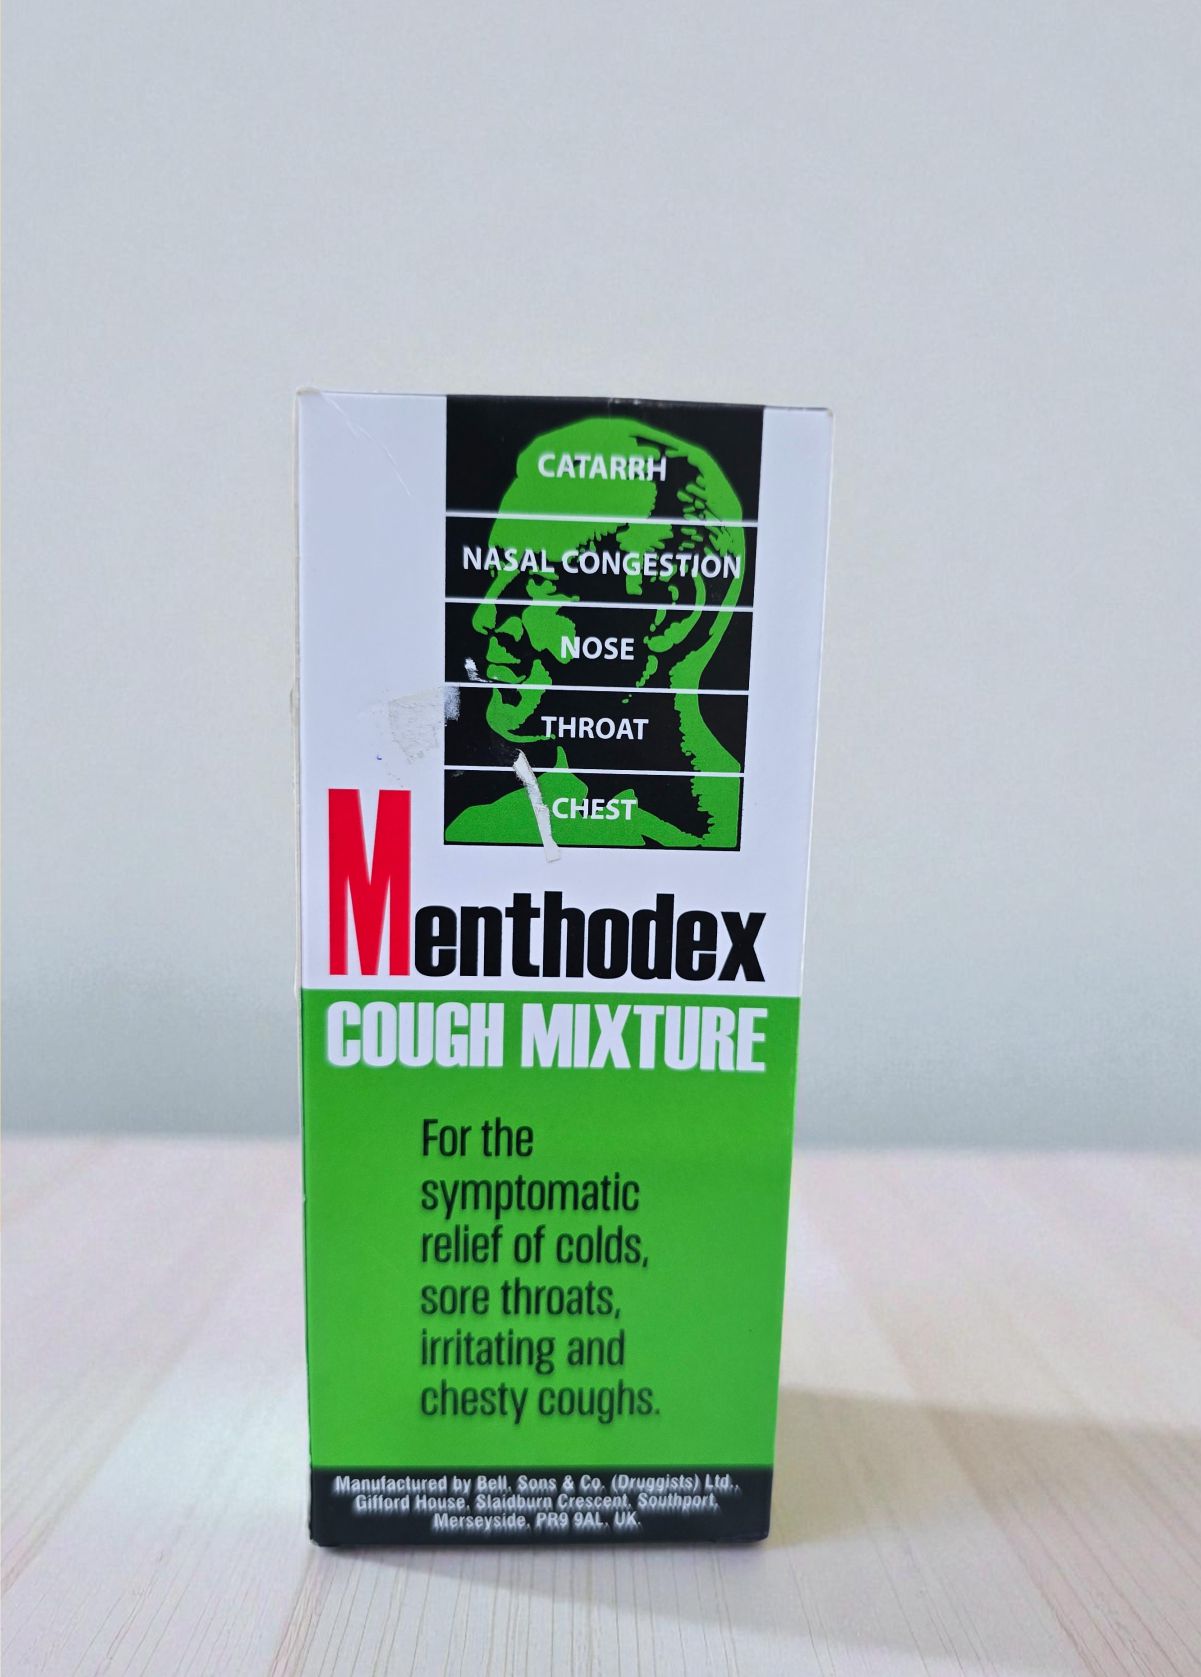 CATARRH
NASAL CONGESTION
NOSE
THROAT
CHEST
Menthodex
COUGH MIXTURE
For the
symptomatic
relief of colds,
sore throats,
irritating and
chesty coughs.
Manufactured by Bell, Sons & Co. (Druggists) Ltd.,
Gifford House, Slaidburn Crescent, Southport,
Merseyside, PR9 9AL, UK.